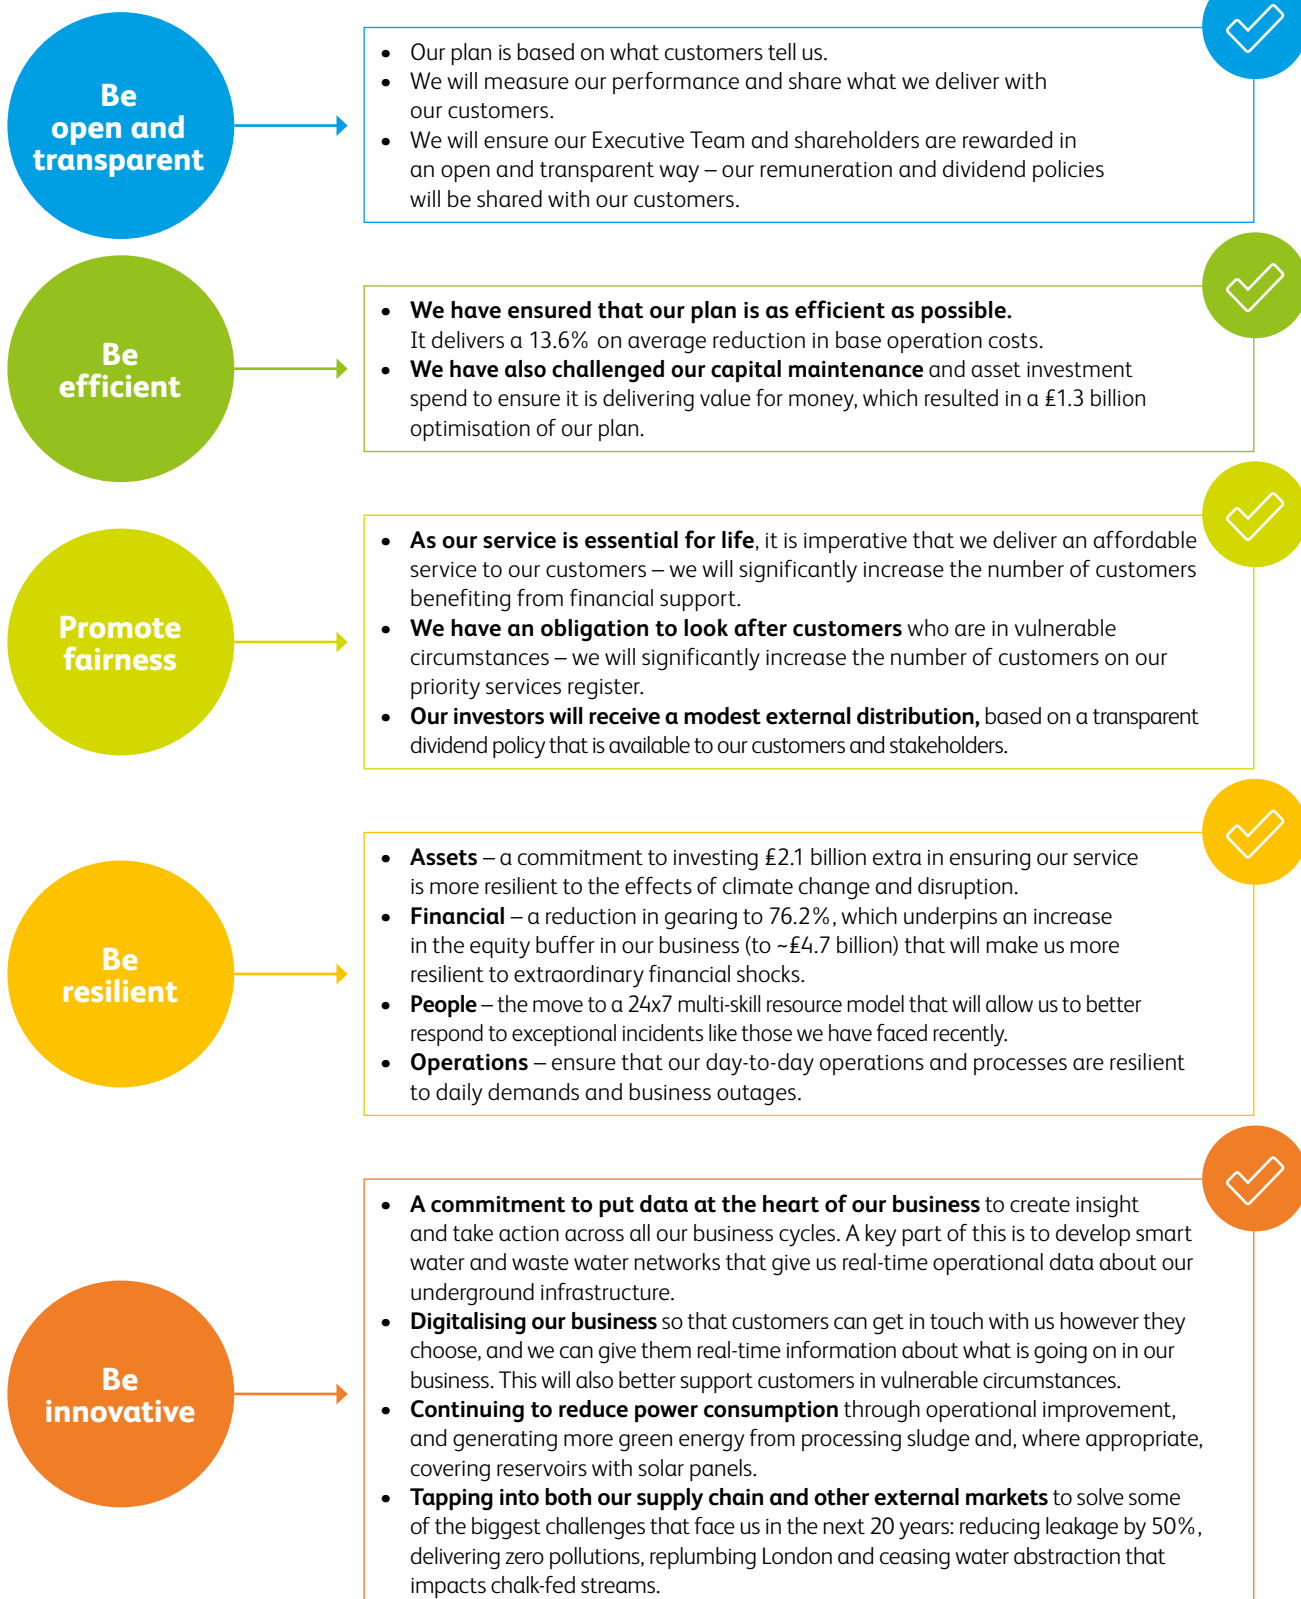 Be
open and
transparent
• Our plan is based on what customers tell us.
• We will measure our performance and share what we deliver with
our customers.
• We will ensure our Executive Team and shareholders are rewarded in
an open and transparent way – our remuneration and dividend policies
will be shared with our customers.
Be
efficient
• We have ensured that our plan is as efficient as possible.
It delivers a 13.6% on average reduction in base operation costs.
• We have also challenged our capital maintenance and asset investment
spend to ensure it is delivering value for money, which resulted in a £1.3 billion
optimisation of our plan.
Promote
fairness
• As our service is essential for life, it is imperative that we deliver an affordable
service to our customers – we will significantly increase the number of customers
benefiting from financial support.
• We have an obligation to look after customers who are in vulnerable
circumstances – we will significantly increase the number of customers on our
priority services register.
• Our investors will receive a modest external distribution, based on a transparent
dividend policy that is available to our customers and stakeholders.
Be
resilient
• Assets – a commitment to investing £2.1 billion extra in ensuring our service
is more resilient to the effects of climate change and disruption.
• Financial – a reduction in gearing to 76.2%, which underpins an increase
in the equity buffer in our business (to ~£4.7 billion) that will make us more
resilient to extraordinary financial shocks.
• People – the move to a 24x7 multi-skill resource model that will allow us to better
respond to exceptional incidents like those we have faced recently.
• Operations – ensure that our day-to-day operations and processes are resilient
to daily demands and business outages.
Be
innovative
• A commitment to put data at the heart of our business to create insight
and take action across all our business cycles. A key part of this is to develop smart
water and waste water networks that give us real-time operational data about our
underground infrastructure.
• Digitalising our business so that customers can get in touch with us however they
choose, and we can give them real-time information about what is going on in our
business. This will also better support customers in vulnerable circumstances.
• Continuing to reduce power consumption through operational improvement,
and generating more green energy from processing sludge and, where appropriate,
covering reservoirs with solar panels.
• Tapping into both our supply chain and other external markets to solve some
of the biggest challenges that face us in the next 20 years: reducing leakage by 50%,
delivering zero pollutions, replumbing London and ceasing water abstraction that
impacts chalk-fed streams.